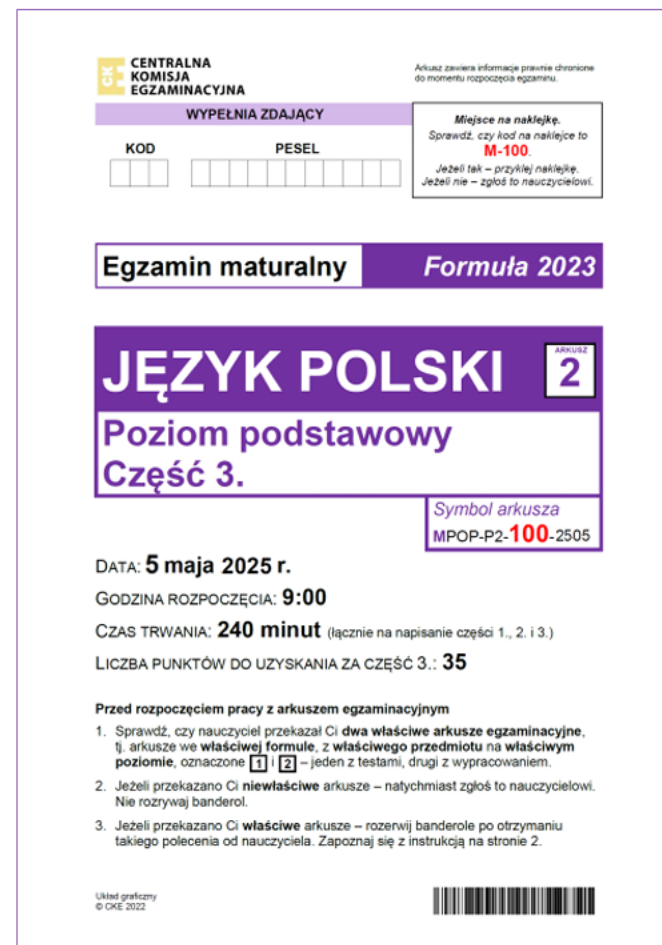 CENTRALNA
KOMISJA
EGZAMINACYJNA
Arkusz zawiera informacje prawnie chronione
do momentu rozpoczęcia egzaminu.
WYPEŁNIA ZDAJĄCY
KOD PESEL
Miejsce na naklejkę.
Sprawdź, czy kod na naklejce to
M-100.
Jeżeli tak – przyklej naklejkę.
Jeżeli nie – zgłoś to nauczycielowi.
Egzamin maturalny Formuła 2023
JĘZYK POLSKI
ARKUSZ
2
Poziom podstawowy
Część 3.
Symbol arkusza
MPOP-P2-100-2505
DATA: 5 maja 2025 r.
GODZINA ROZPOCZĘCIA: 9:00
CZAS TRWANIA: 240 minut (łącznie na napisanie części 1., 2. i 3.)
LICZBA PUNKTÓW DO UZYSKANIA ZA CZĘŚĆ 3.: 35
Przed rozpoczęciem pracy z arkuszem egzaminacyjnym
1. Sprawdź, czy nauczyciel przekazał Ci dwa właściwe arkusze egzaminacyjne,
tj. arkusze we właściwej formule, z właściwego przedmiotu na właściwym
poziomie, oznaczone 1 i 2 – jeden z testami, drugi z wypracowaniem.
2. Jeżeli przekazano Ci niewłaściwe arkusze – natychmiast zgłoś to nauczycielowi.
Nie rozrywaj banderol.
3. Jeżeli przekazano Ci właściwe arkusze – rozerwij banderole po otrzymaniu
takiego polecenia od nauczyciela. Zapoznaj się z instrukcją na stronie 2.
Układ graficzny
© CKE 2022